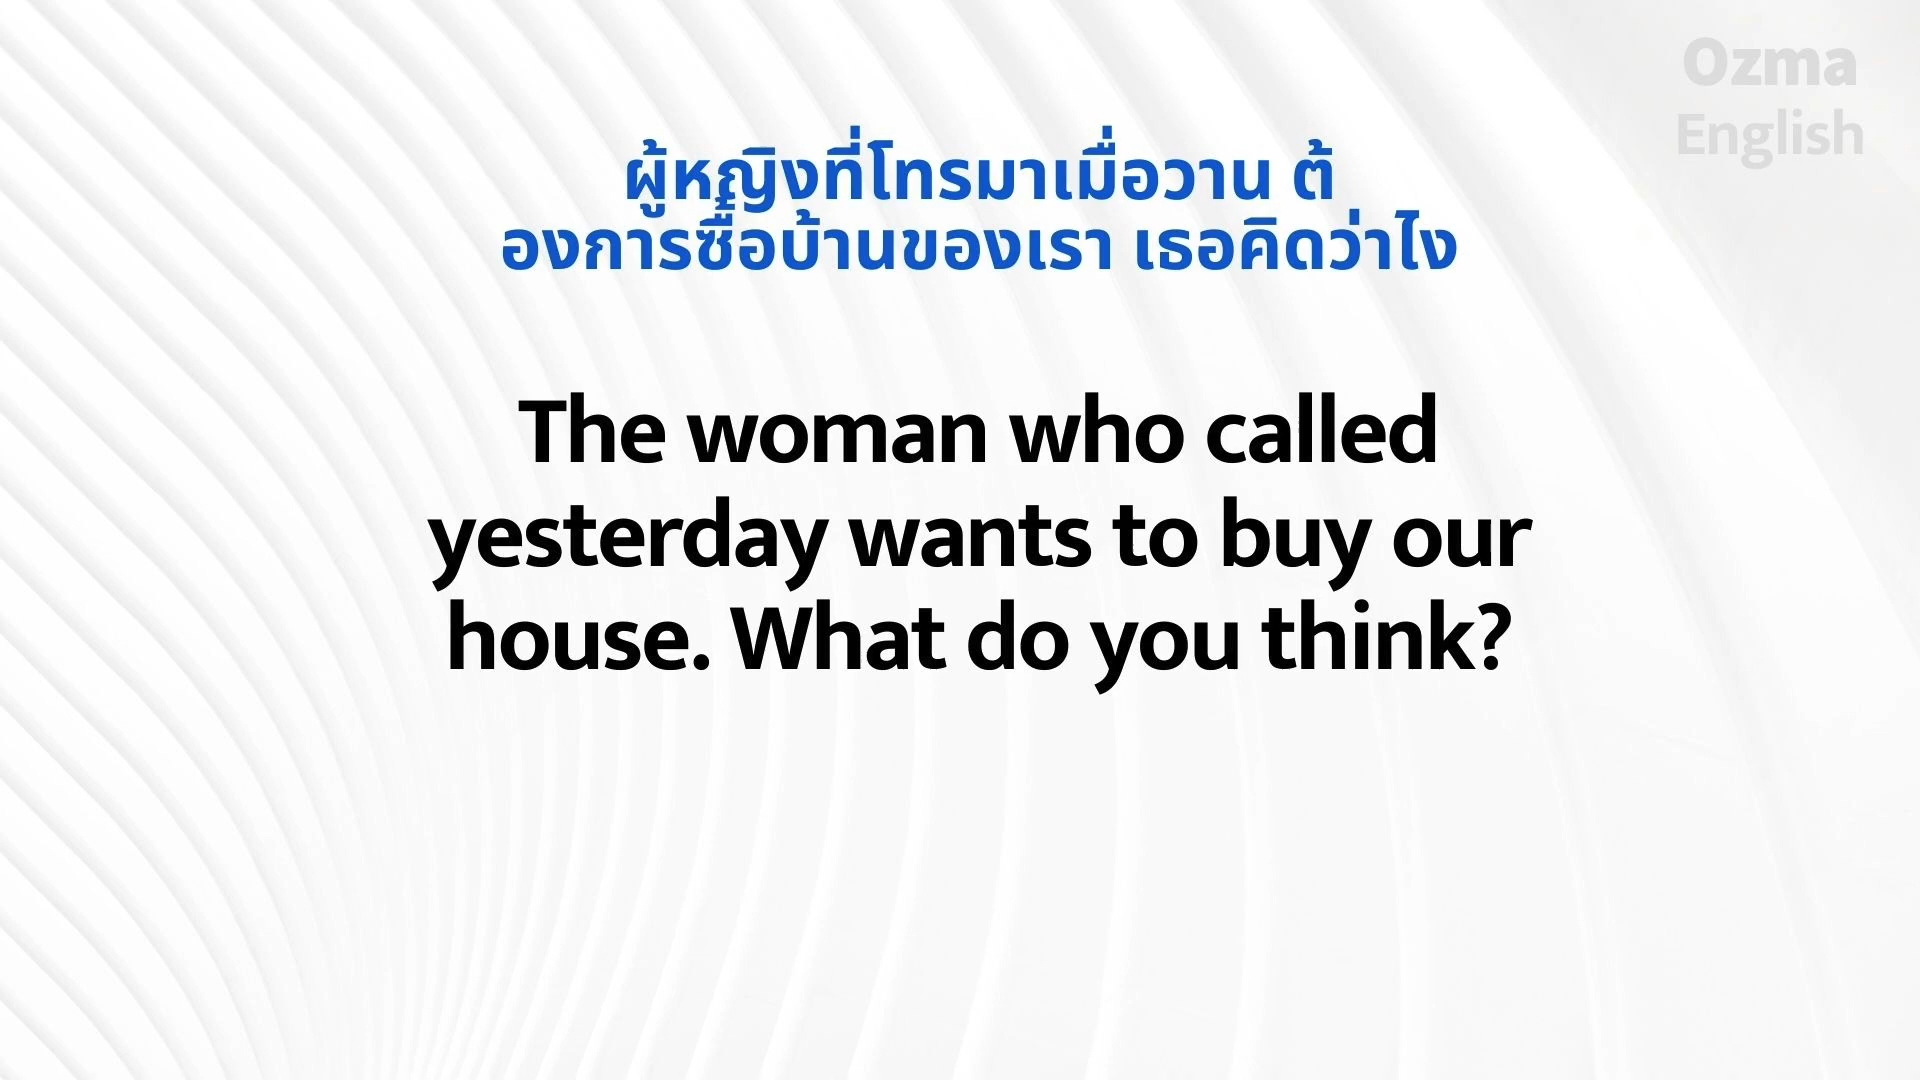 Ozma
English
ผู้หญิงที่โทรมาเมื่อวาน ต้
องการซื้อบ้านของเรา เธอคิดว่าไง
The woman who called
yesterday wants to buy our
house. What do you think?